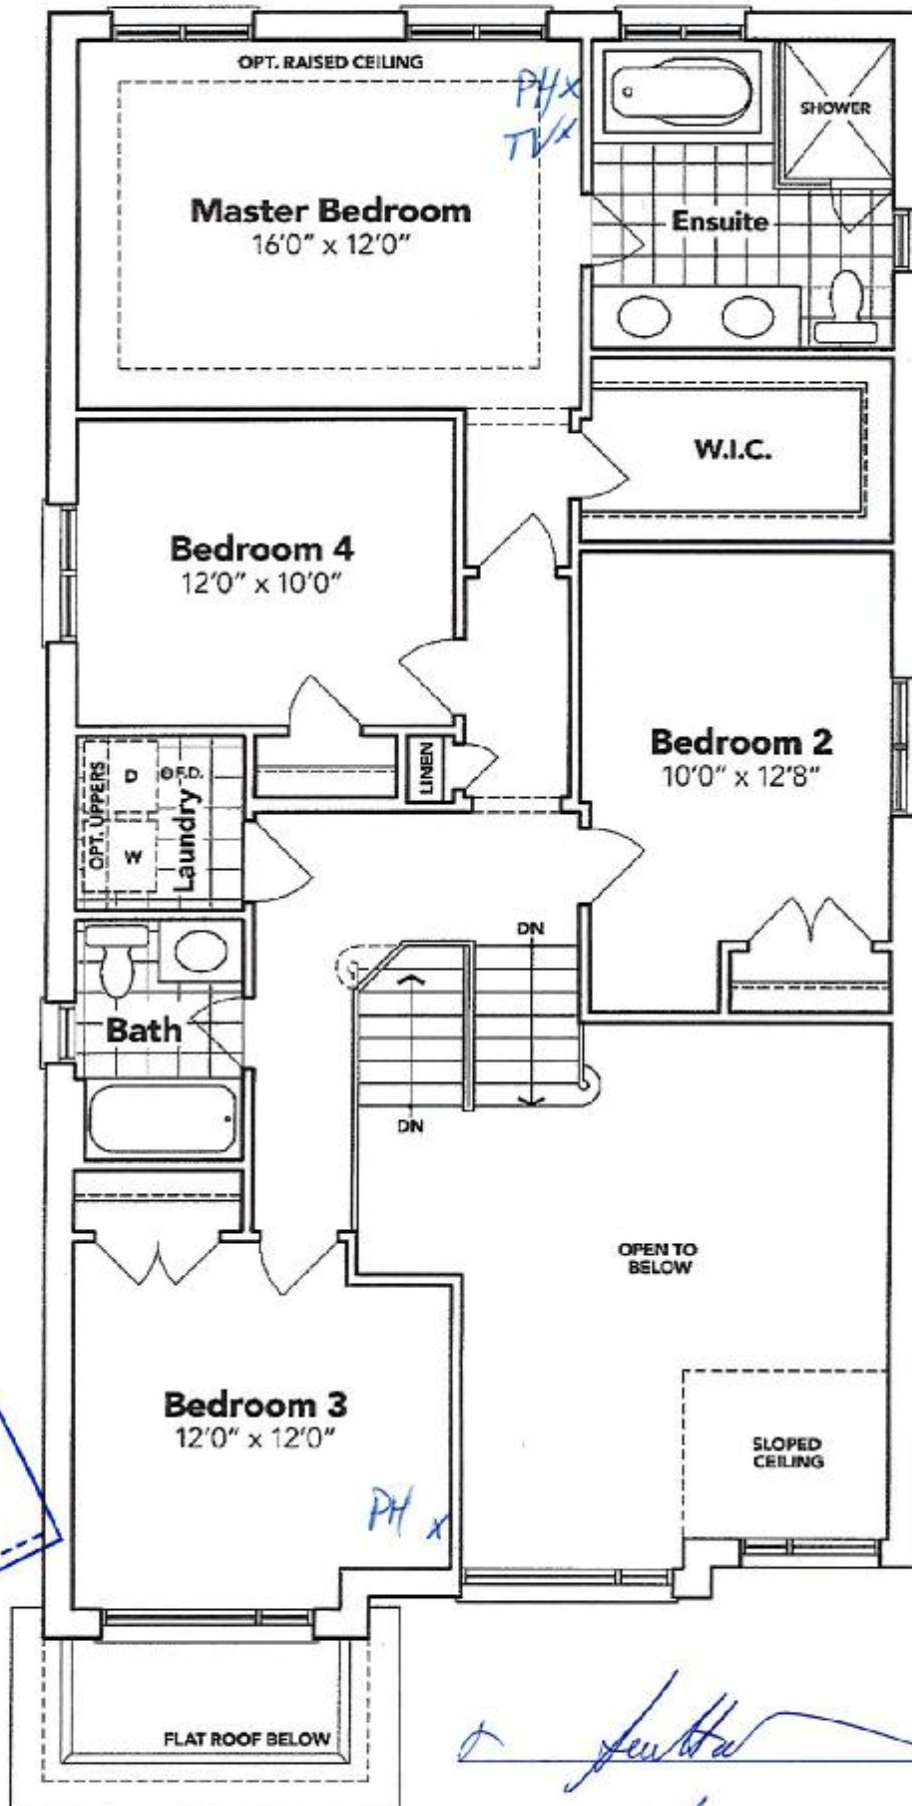 OPT. RAISED CEILING
PH x
TV x
SHOWER
Master Bedroom
16'0" x 12'0"
Ensuite
W.I.C.
Bedroom 4
12'0" x 10'0"
Bedroom 2
10'0" x 12'8"
LINEN
OPT. UPPERS
D
F.D.
W
Laundry
DN
Bath
DN
OPEN TO
BELOW
Bedroom 3
12'0" x 12'0"
SLOPED
CEILING
PH x
FLAT ROOF BELOW